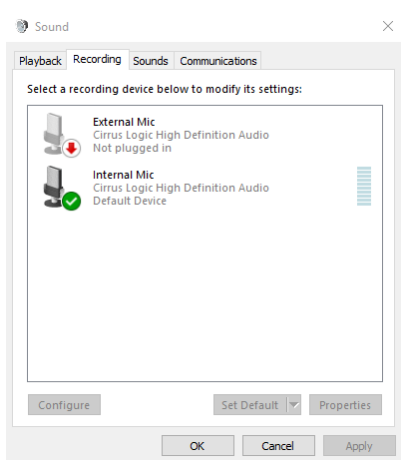 Sound
Playback Recording Sounds Communications
Select a recording device below to modify its settings:
External Mic
Cirrus Logic High Definition Audio
Not plugged in
Internal Mic
Cirrus Logic High Definition Audio
Default Device
Configure Set Default Properties
OK Cancel Apply